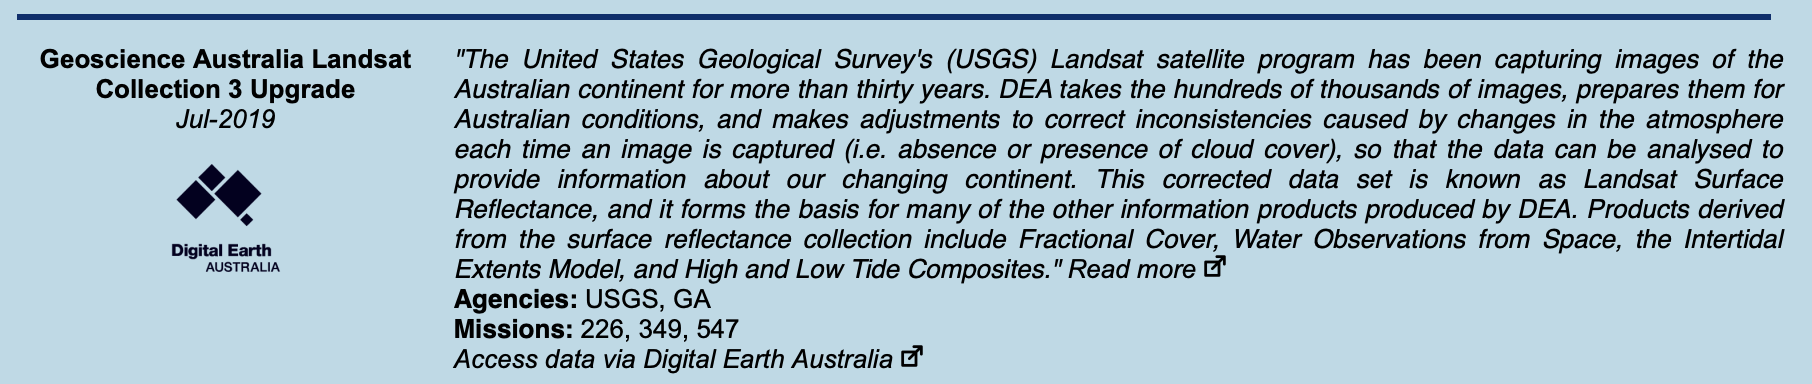 Geoscience Australia Landsat
Collection 3 Upgrade
Jul-2019
Digital Earth
AUSTRALIA
"The United States Geological Survey's (USGS) Landsat satellite program has been capturing images of the
Australian continent for more than thirty years. DEA takes the hundreds of thousands of images, prepares them for
Australian conditions, and makes adjustments to correct inconsistencies caused by changes in the atmosphere
each time an image is captured (i.e. absence or presence of cloud cover), so that the data can be analysed to
provide information about our changing continent. This corrected data set is known as Landsat Surface
Reflectance, and it forms the basis for many of the other information products produced by DEA. Products derived
from the surface reflectance collection include Fractional Cover, Water Observations from Space, the Intertidal
Extents Model, and High and Low Tide Composites." Read more
Agencies: USGS, GA
Missions: 226, 349, 547
Access data via Digital Earth Australia